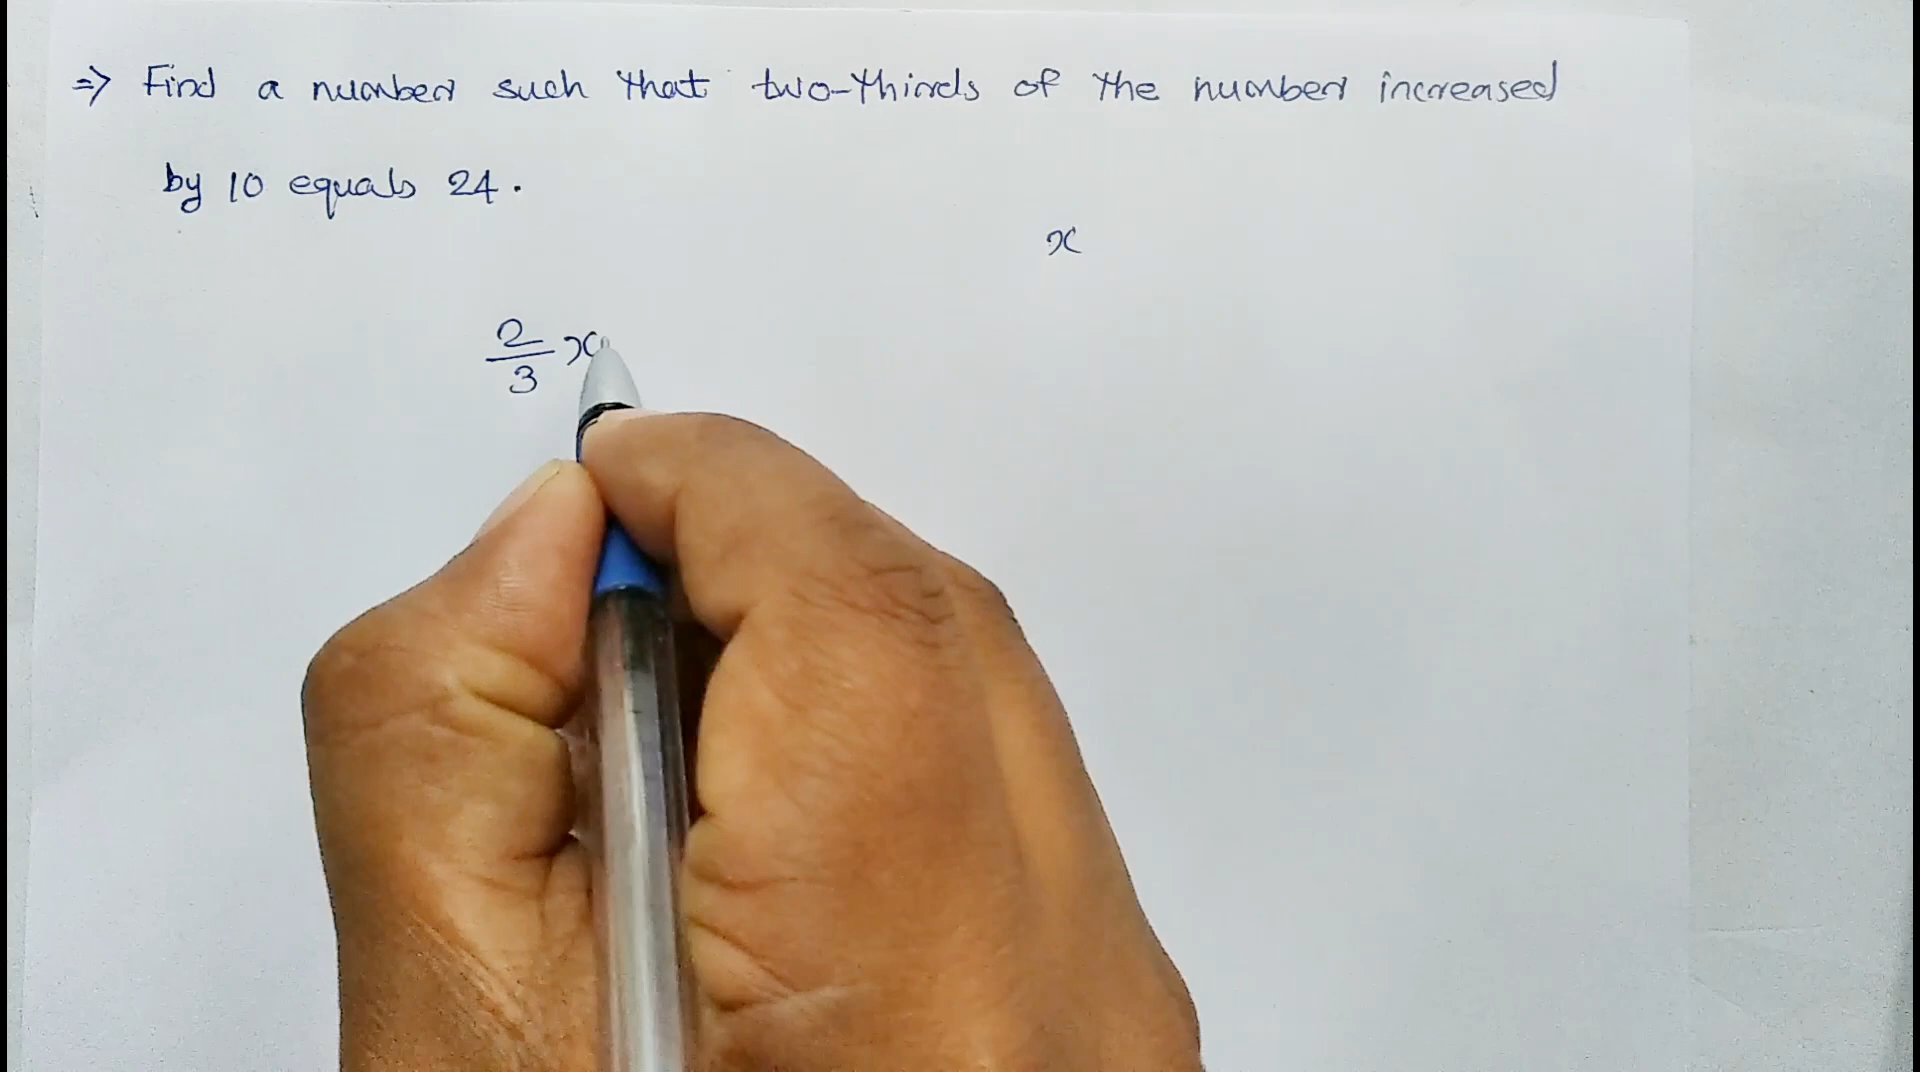 ⇒ Find a number such that two-thirds of the number increased
by 10 equals 24.
x
2/3 x